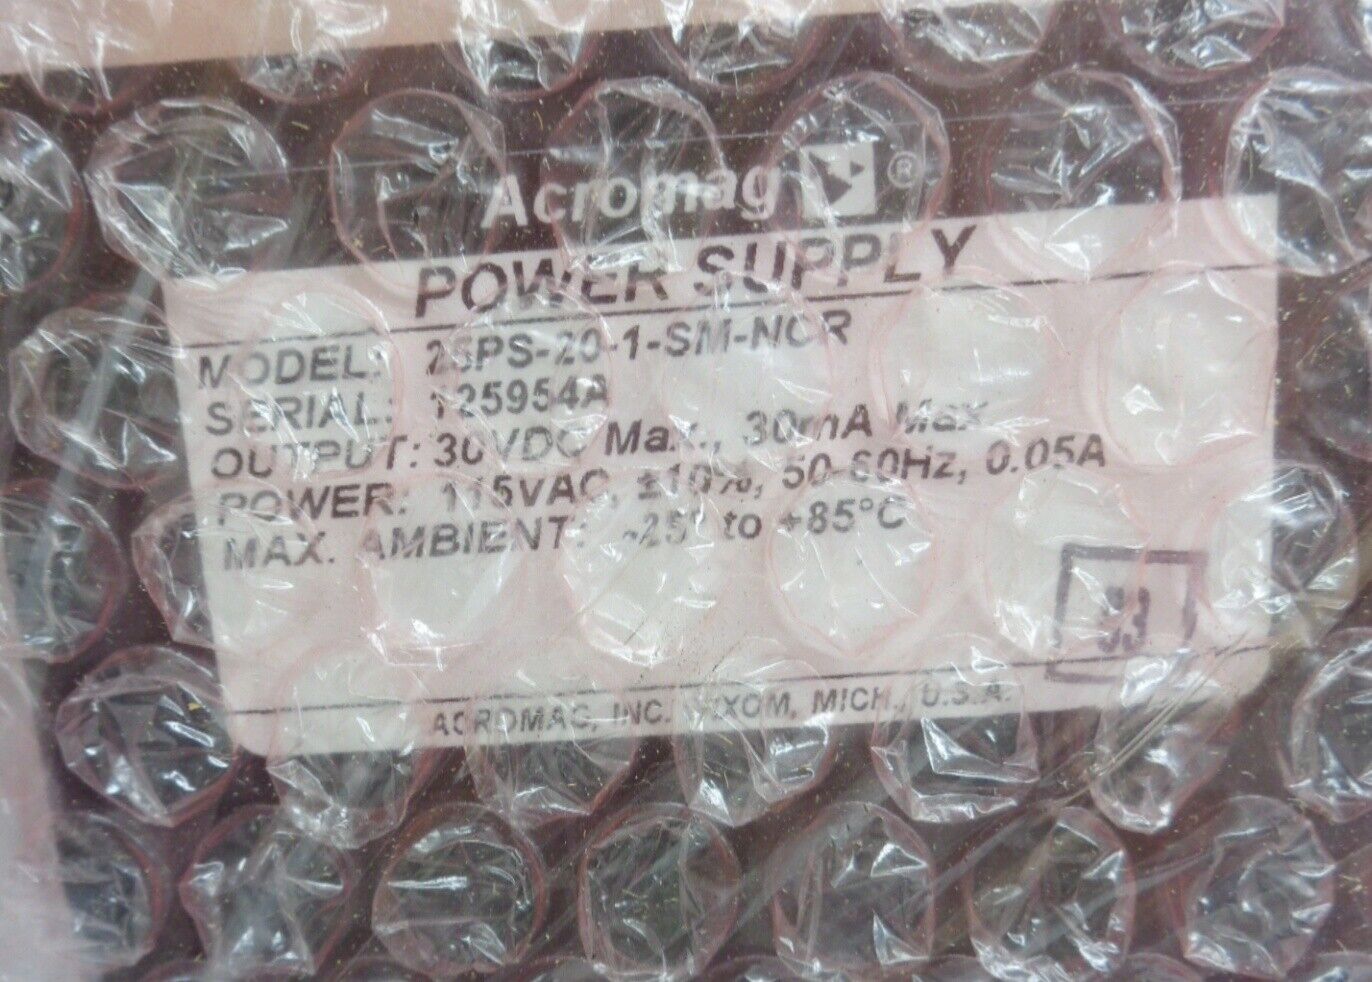 Acromag ®
POWER SUPPLY
MODEL: 25PS-20-1-SM-NCR
SERIAL: 125954A
OUTPUT: 30VDC Max., 30mA Max
POWER: 115VAC, ±10%, 50-60Hz, 0.05A
MAX. AMBIENT: -25° to +85°C
33
ACROMAG, INC. WIXOM, MICH., U.S.A.